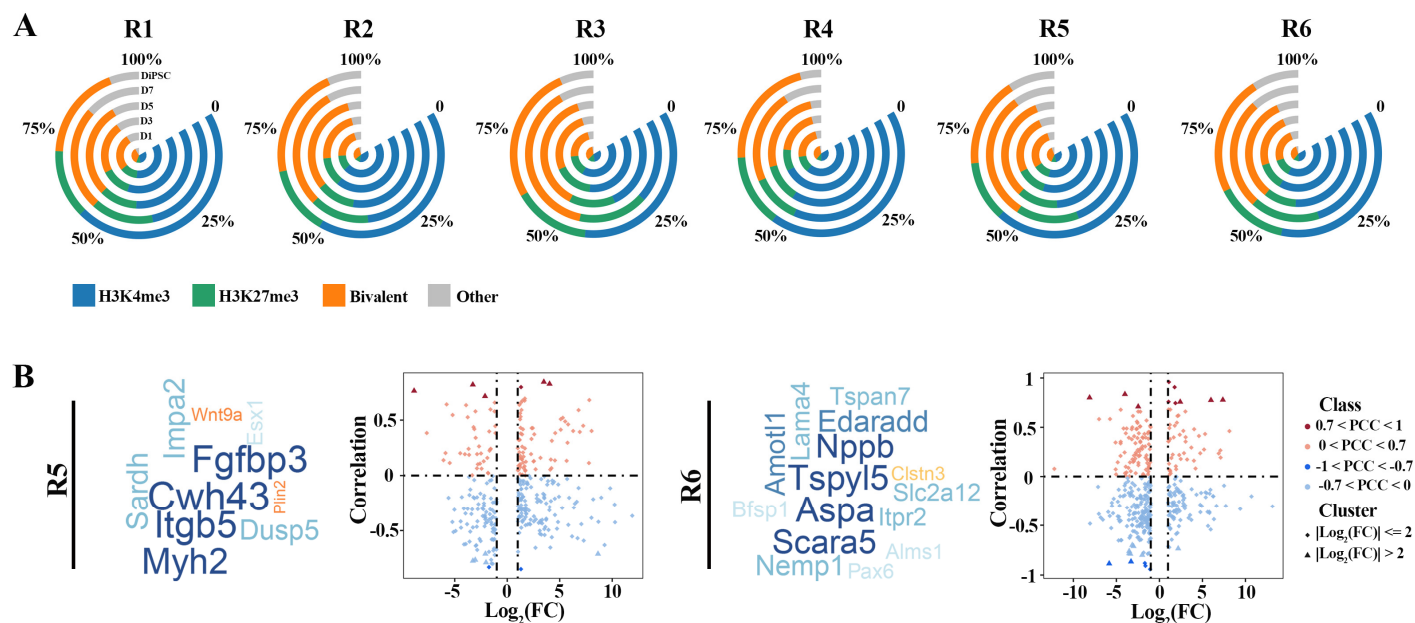 A
R1 R2 R3 R4 R5 R6
100% 100% 100% 100% 100% 100%
DiPSC
D7
D5
D3
D1
0 0 0 0 0 0
75% 75% 75% 75% 75% 75%
25% 25% 25% 25% 25% 25%
50% 50% 50% 50% 50% 50%
H3K4me3 H3K27me3 Bivalent Other
B
R5
Impa2
Wnt9a
Esx1
Fgfbp3
Sardh
Cwh43
Plin2
Itgb5
Dusp5
Myh2
Correlation
0.5
0
-0.5
-5 0 5 10
Log2(FC)
R6
Lama4
Tspan7
Amotl1
Edaradd
Nppb
Tspyl5
Clstn3
Slc2a12
Bfsp1
Aspa
Itpr2
Scara5
Alms1
Nemp1
Pax6
Correlation
1
0.5
0
-0.5
-1
-10 -5 0 5 10
Log2(FC)
Class
0.7 < PCC < 1
0 < PCC < 0.7
-1 < PCC < -0.7
-0.7 < PCC < 0
Cluster
|Log2(FC)| <= 2
|Log2(FC)| > 2